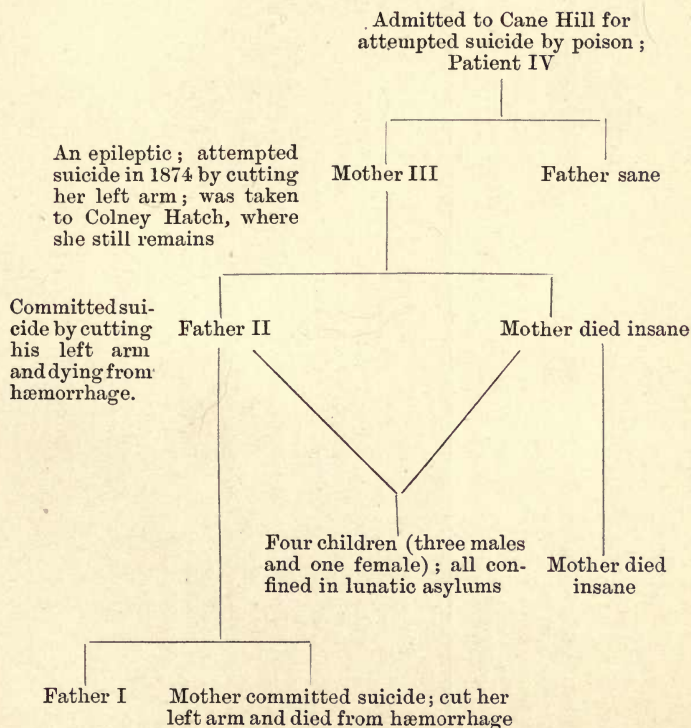 Admitted to Cane Hill for
attempted suicide by poison ;
Patient IV
An epileptic ; attempted
suicide in 1874 by cutting
her left arm ; was taken
to Colney Hatch, where
she still remains
Mother III
Father sane
Committed sui-
cide by cutting
his left arm
and dying from
hæmorrhage.
Father II
Mother died insane
Four children (three males
and one female) ; all con-
fined in lunatic asylums
Mother died
insane
Father I
Mother committed suicide ; cut her
left arm and died from hæmorrhage